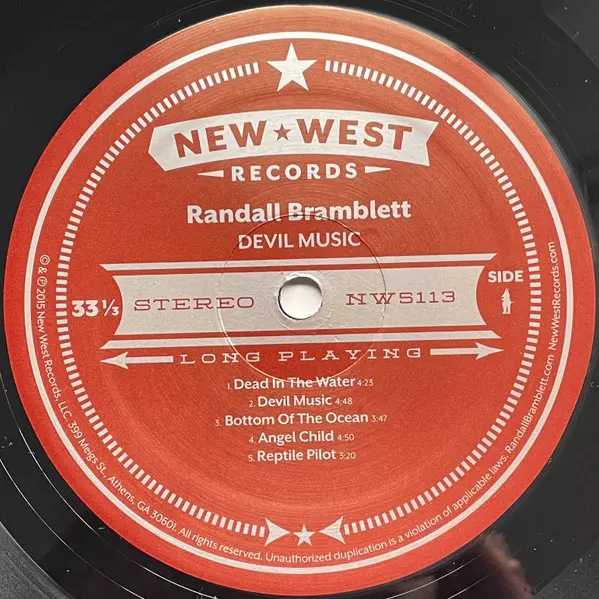 NEW★WEST
RECORDS
Randall Bramblett
DEVIL MUSIC
SIDE
33 ⅓
STEREO
NW5113
LONG PLAYING
1. Dead In The Water 4:23
2. Devil Music 4:48
3. Bottom Of The Ocean 3:47
4. Angel Child 4:50
5. Reptile Pilot 3:20
© & ℗ 2015 New West Records, LLC. 399 Meigs St., Athens, GA 30601. All rights reserved. Unauthorized duplication is a violation of applicable laws. RandallBramblett.com NewWestRecords.com